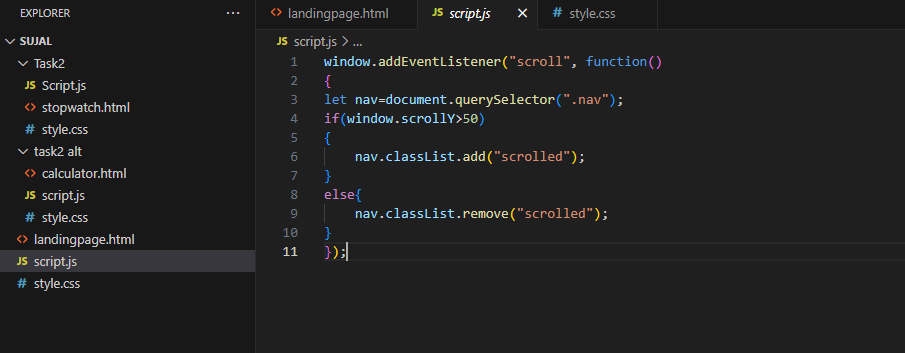 EXPLORER ...
SUJAL
Task2
JS Script.js
<> stopwatch.html
# style.css
task2 alt
<> calculator.html
JS script.js
# style.css
<> landingpage.html
JS script.js
# style.css
<> landingpage.html JS script.js × # style.css
JS script.js > ...
1 window.addEventListener("scroll", function()
2 {
3 let nav=document.querySelector(".nav");
4 if(window.scrollY>50)
5 {
6     nav.classList.add("scrolled");
7 }
8 else{
9     nav.classList.remove("scrolled");
10 }
11 });